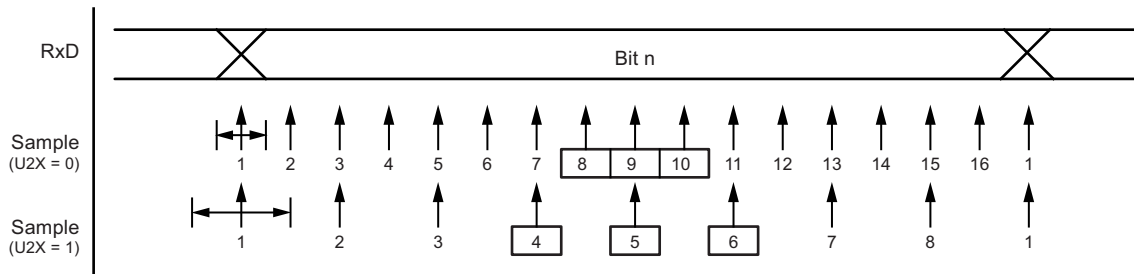 RxD Bit n
Sample
(U2X = 0)
1 2 3 4 5 6 7 8 9 10 11 12 13 14 15 16 1
Sample
(U2X = 1)
1 2 3 4 5 6 7 8 1